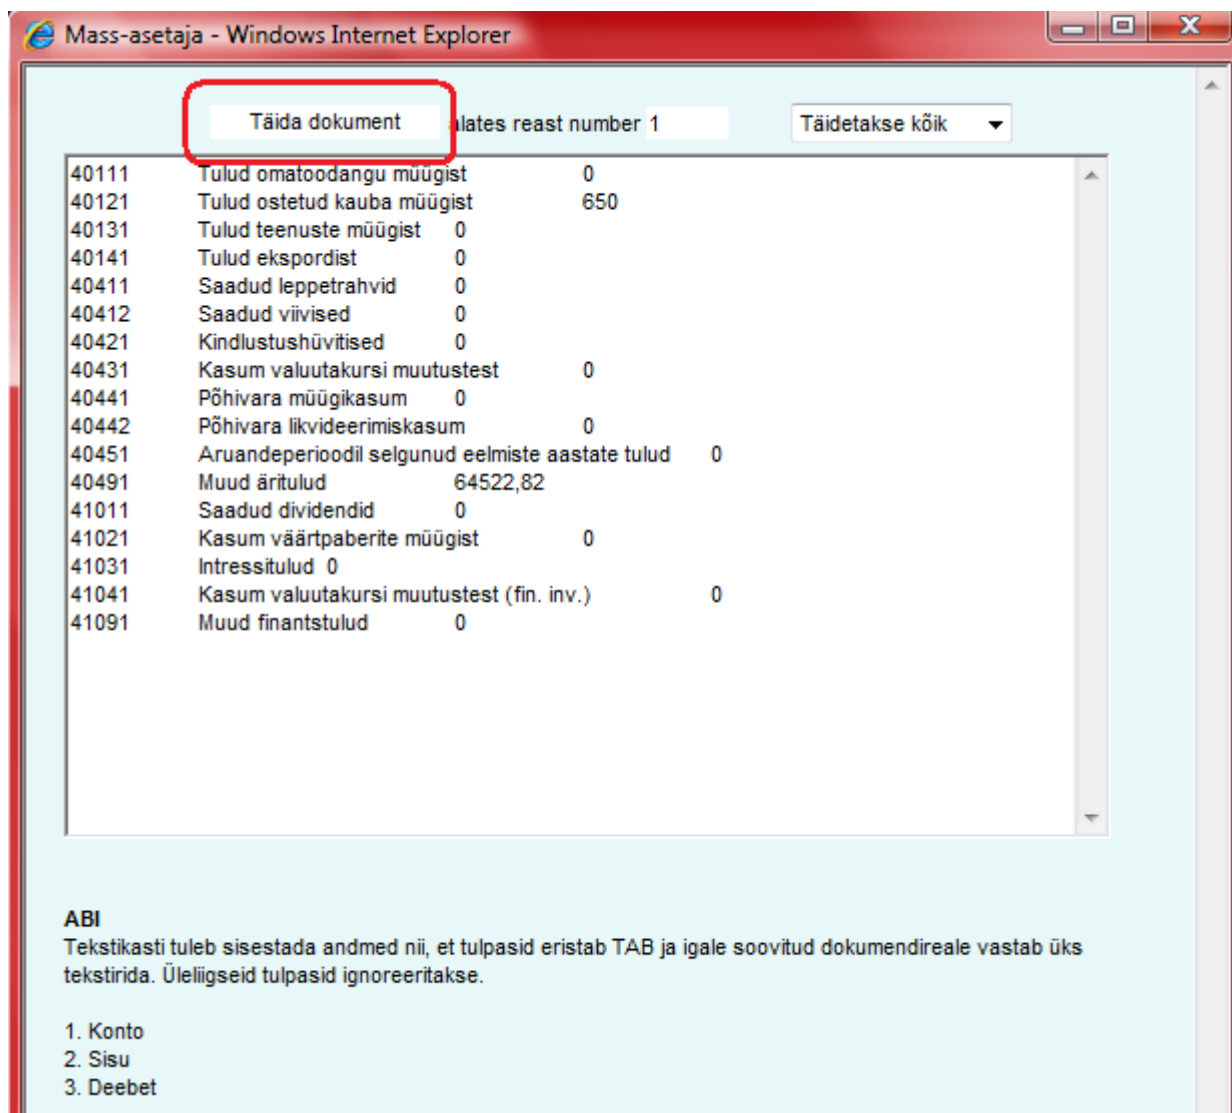 Mass-asetaja - Windows Internet Explorer
Täida dokument alates reast number 1 Täidetakse kõik
40111 Tulud omatoodangu müügist 0
40121 Tulud ostetud kauba müügist 650
40131 Tulud teenuste müügist 0
40141 Tulud ekspordist 0
40411 Saadud leppetrahvid 0
40412 Saadud viivised 0
40421 Kindlustushüvitised 0
40431 Kasum valuutakursi muutustest 0
40441 Põhivara müügikasum 0
40442 Põhivara likvideerimiskasum 0
40451 Aruandeperioodil selgunud eelmiste aastate tulud 0
40491 Muud äritulud 64522,82
41011 Saadud dividendid 0
41021 Kasum väärtpaberite müügist 0
41031 Intressitulud 0
41041 Kasum valuutakursi muutustest (fin. inv.) 0
41091 Muud finantstulud 0
ABI
Tekstikasti tuleb sisestada andmed nii, et tulpasid eristab TAB ja igale soovitud dokumendireale vastab üks
tekstirida. Üleliigseid tulpasid ignoreeritakse.
1. Konto
2. Sisu
3. Deebet